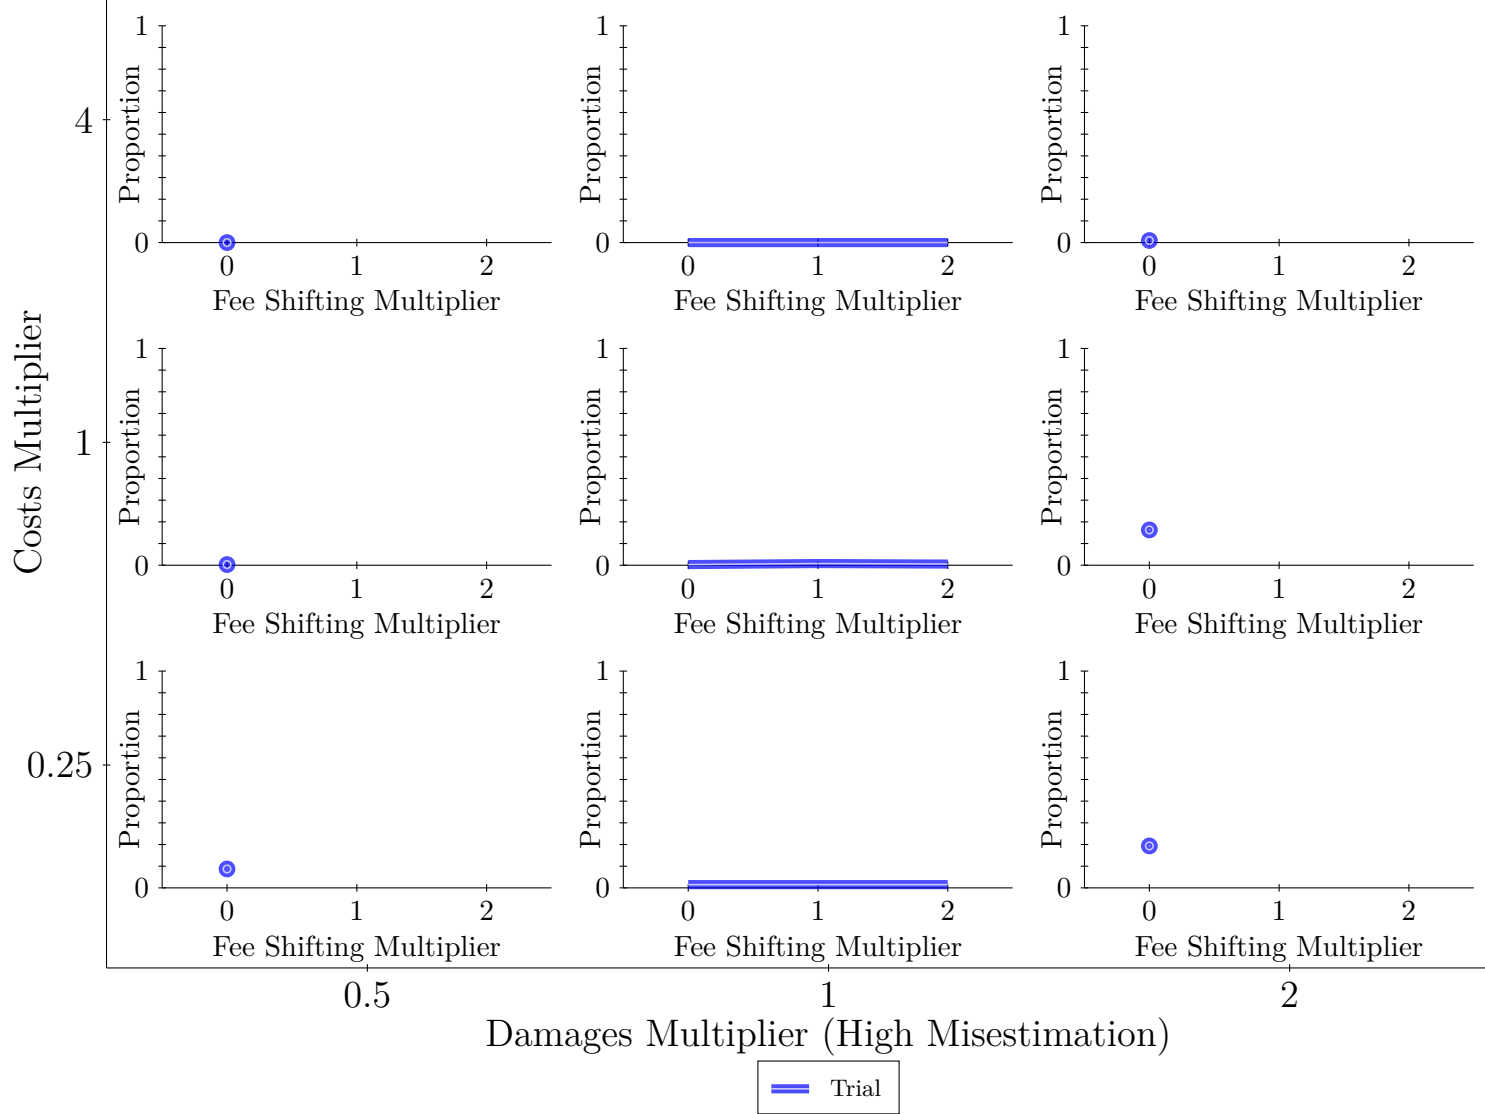 Costs Multiplier
4
1
0.25
1
Proportion
0
0 1 2
Fee Shifting Multiplier
1
Proportion
0
0 1 2
Fee Shifting Multiplier
1
Proportion
0
0 1 2
Fee Shifting Multiplier
1
Proportion
0
0 1 2
Fee Shifting Multiplier
1
Proportion
0
0 1 2
Fee Shifting Multiplier
1
Proportion
0
0 1 2
Fee Shifting Multiplier
1
Proportion
0
0 1 2
Fee Shifting Multiplier
1
Proportion
0
0 1 2
Fee Shifting Multiplier
1
Proportion
0
0 1 2
Fee Shifting Multiplier
0.5 1 2
Damages Multiplier (High Misestimation)
Trial